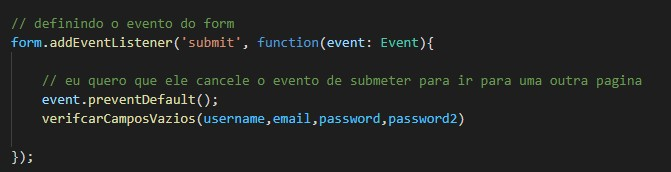 // definindo o evento do form
form.addEventListener('submit', function(event: Event){
// eu quero que ele cancele o evento de submeter para ir para uma outra pagina
event.preventDefault();
verifcarCamposVazios(username,email,password,password2)
});